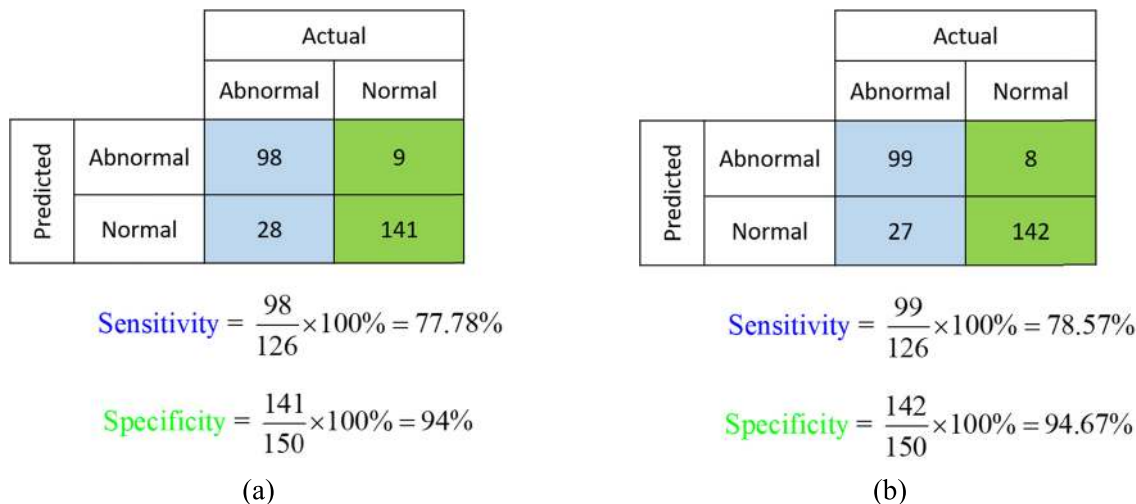 Actual
Abnormal Normal
Predicted
Abnormal 98 9
Normal 28 141
Sensitivity = 98/126 ×100% = 77.78%
Specificity = 141/150 ×100% = 94%
(a)
Actual
Abnormal Normal
Predicted
Abnormal 99 8
Normal 27 142
Sensitivity = 99/126 ×100% = 78.57%
Specificity = 142/150 ×100% = 94.67%
(b)